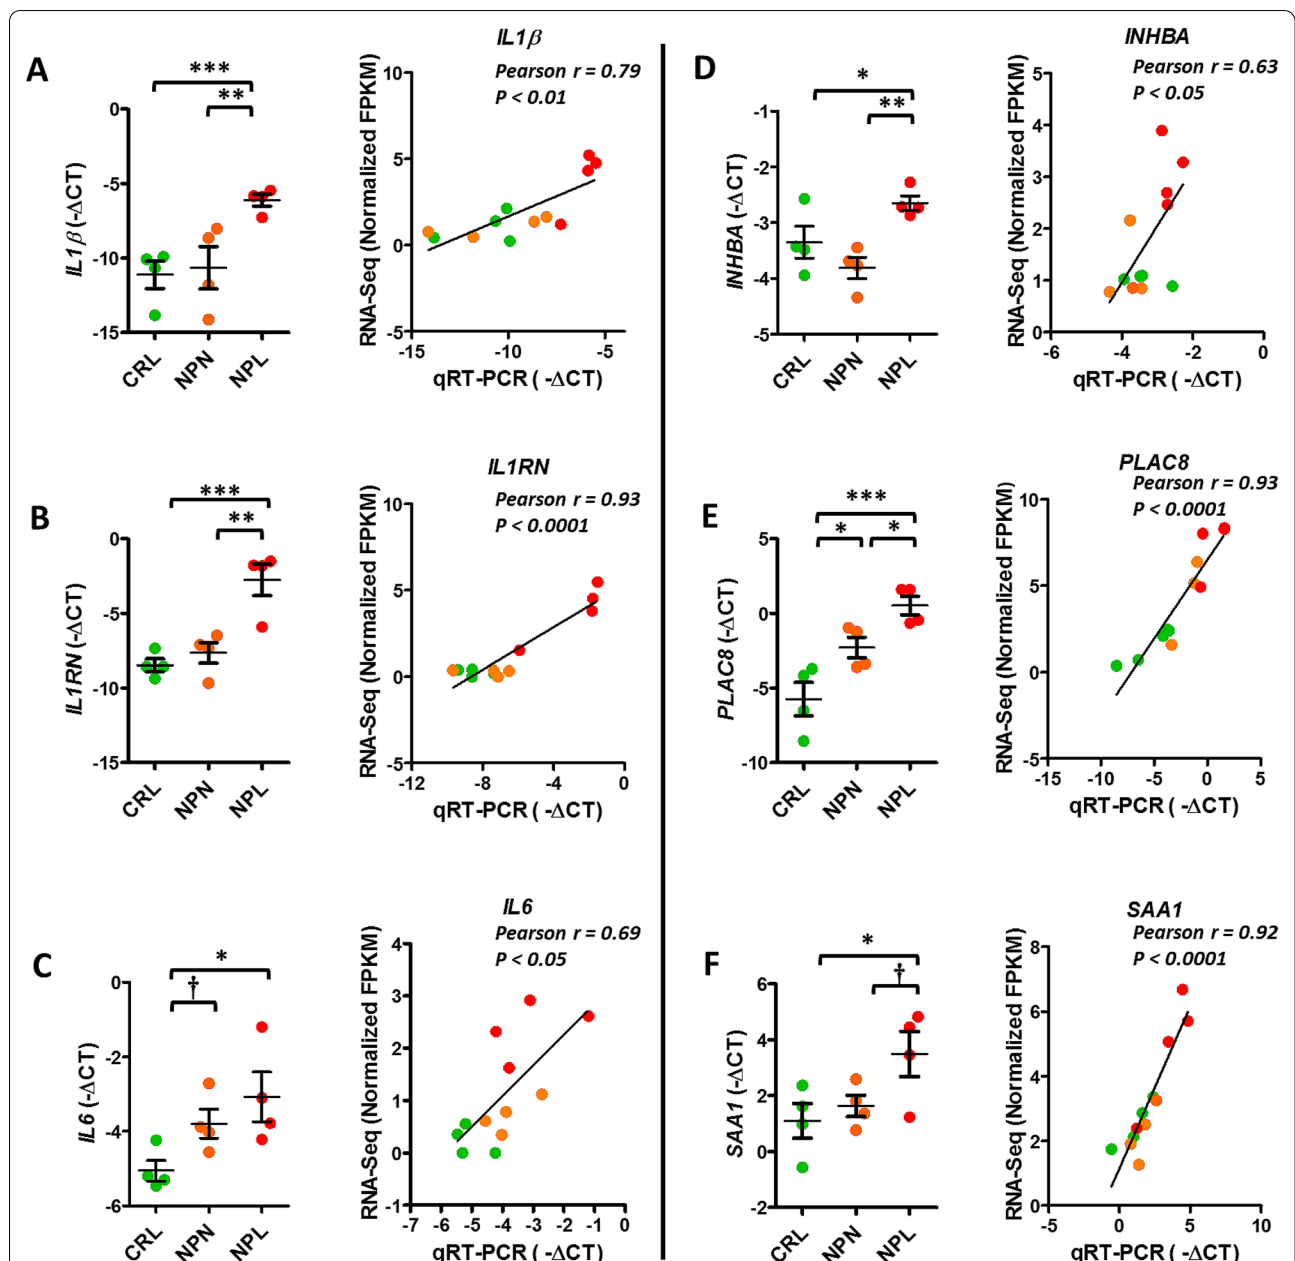 A
***
**
0
-5
-10
-15
IL1β (-ΔCT)
CRL
NPN
NPL
IL1β
Pearson r = 0.79
P < 0.01
RNA-Seq (Normalized FPKM)
10
5
0
-5
-15
-10
-5
qRT-PCR ( -ΔCT)
D
*
**
-1
-2
-3
-4
-5
INHBA (-ΔCT)
CRL
NPN
NPL
INHBA
Pearson r = 0.63
P < 0.05
RNA-Seq (Normalized FPKM)
5
4
3
2
1
0
-6
-4
-2
0
qRT-PCR ( -ΔCT)
B
***
**
0
-5
-10
-15
IL1RN (-ΔCT)
CRL
NPN
NPL
IL1RN
Pearson r = 0.93
P < 0.0001
RNA-Seq (Normalized FPKM)
10
5
0
-5
-12
-8
-4
0
qRT-PCR ( -ΔCT)
E
***
*
*
5
0
-5
-10
PLAC8 (-ΔCT)
CRL
NPN
NPL
PLAC8
Pearson r = 0.93
P < 0.0001
RNA-Seq (Normalized FPKM)
10
5
0
-5
-15
-10
-5
0
5
qRT-PCR ( -ΔCT)
C
*
†
0
-2
-4
-6
IL6 (-ΔCT)
CRL
NPN
NPL
IL6
Pearson r = 0.69
P < 0.05
RNA-Seq (Normalized FPKM)
4
3
2
1
0
-1
-7
-6
-5
-4
-3
-2
-1
0
qRT-PCR ( -ΔCT)
F
*
†
6
4
2
0
-2
SAA1 (-ΔCT)
CRL
NPN
NPL
SAA1
Pearson r = 0.92
P < 0.0001
RNA-Seq (Normalized FPKM)
8
6
4
2
0
-5
0
5
10
qRT-PCR ( -ΔCT)